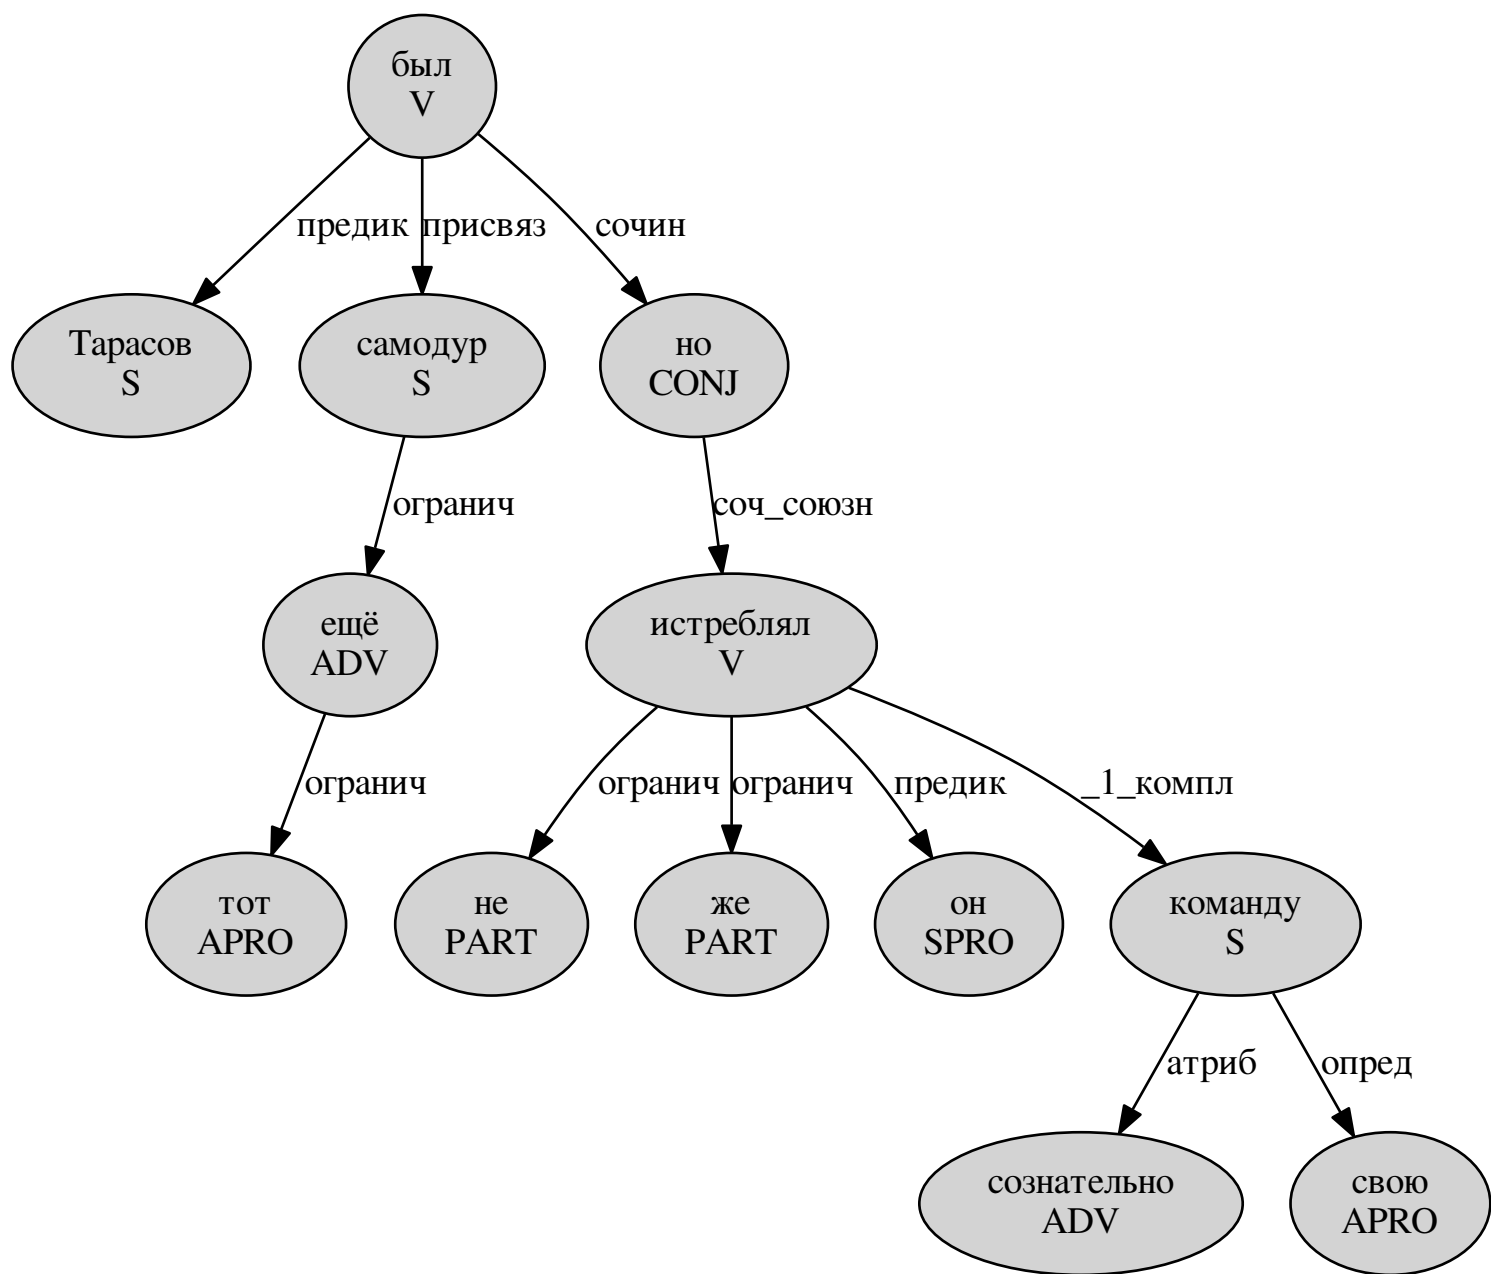 был
V
предик
присвяз
сочин
Тарасов
S
самодур
S
но
CONJ
огранич
соч_союзн
ещё
ADV
истреблял
V
огранич
огранич
огранич
предик
_1_компл
тот
APRO
не
PART
же
PART
он
SPRO
команду
S
атриб
опред
сознательно
ADV
свою
APRO